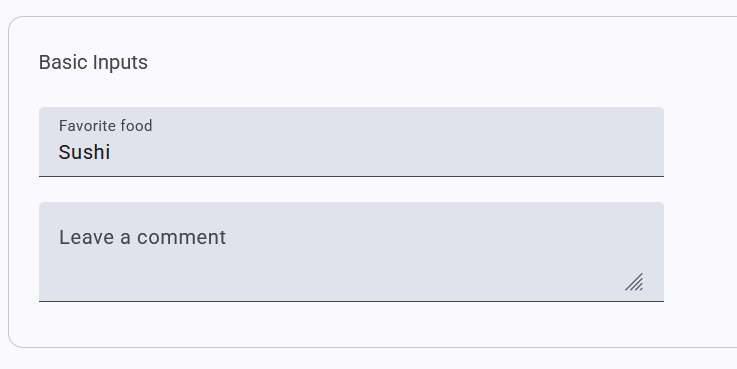 Basic Inputs
Favorite food
Sushi
Leave a comment